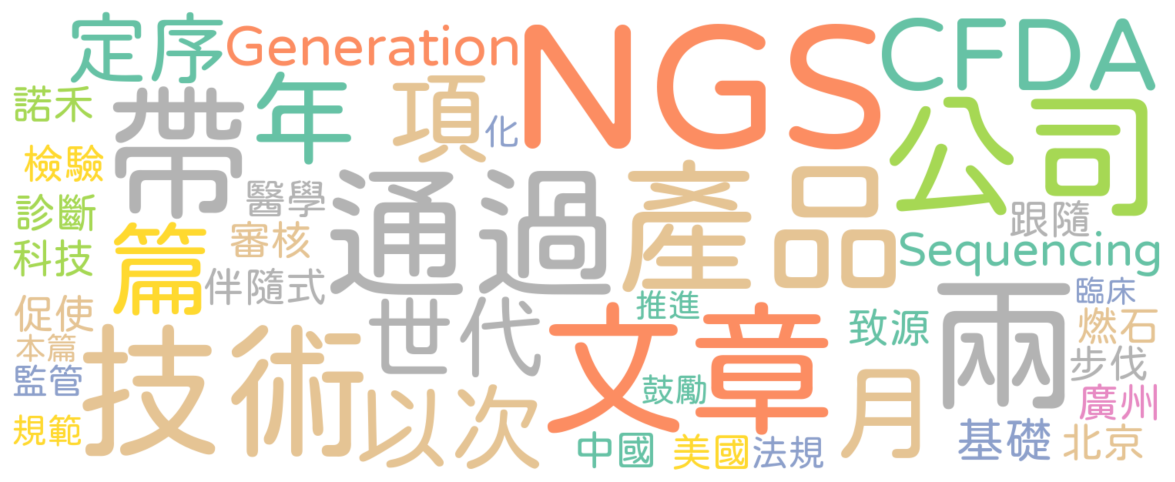 定序
Generation
NGS
CFDA
諾禾
帶
年
項
化
公司
檢驗
醫學
通過
產品
跟隨
診斷
篇
審核
Sequencing
科技
伴隨式
世代
推進
兩
臨床
促使
技術
文章
致源
燃石
本篇
以次
鼓勵
月
步伐
監管
廣州
規範
中國
美國
法規
基礎
北京